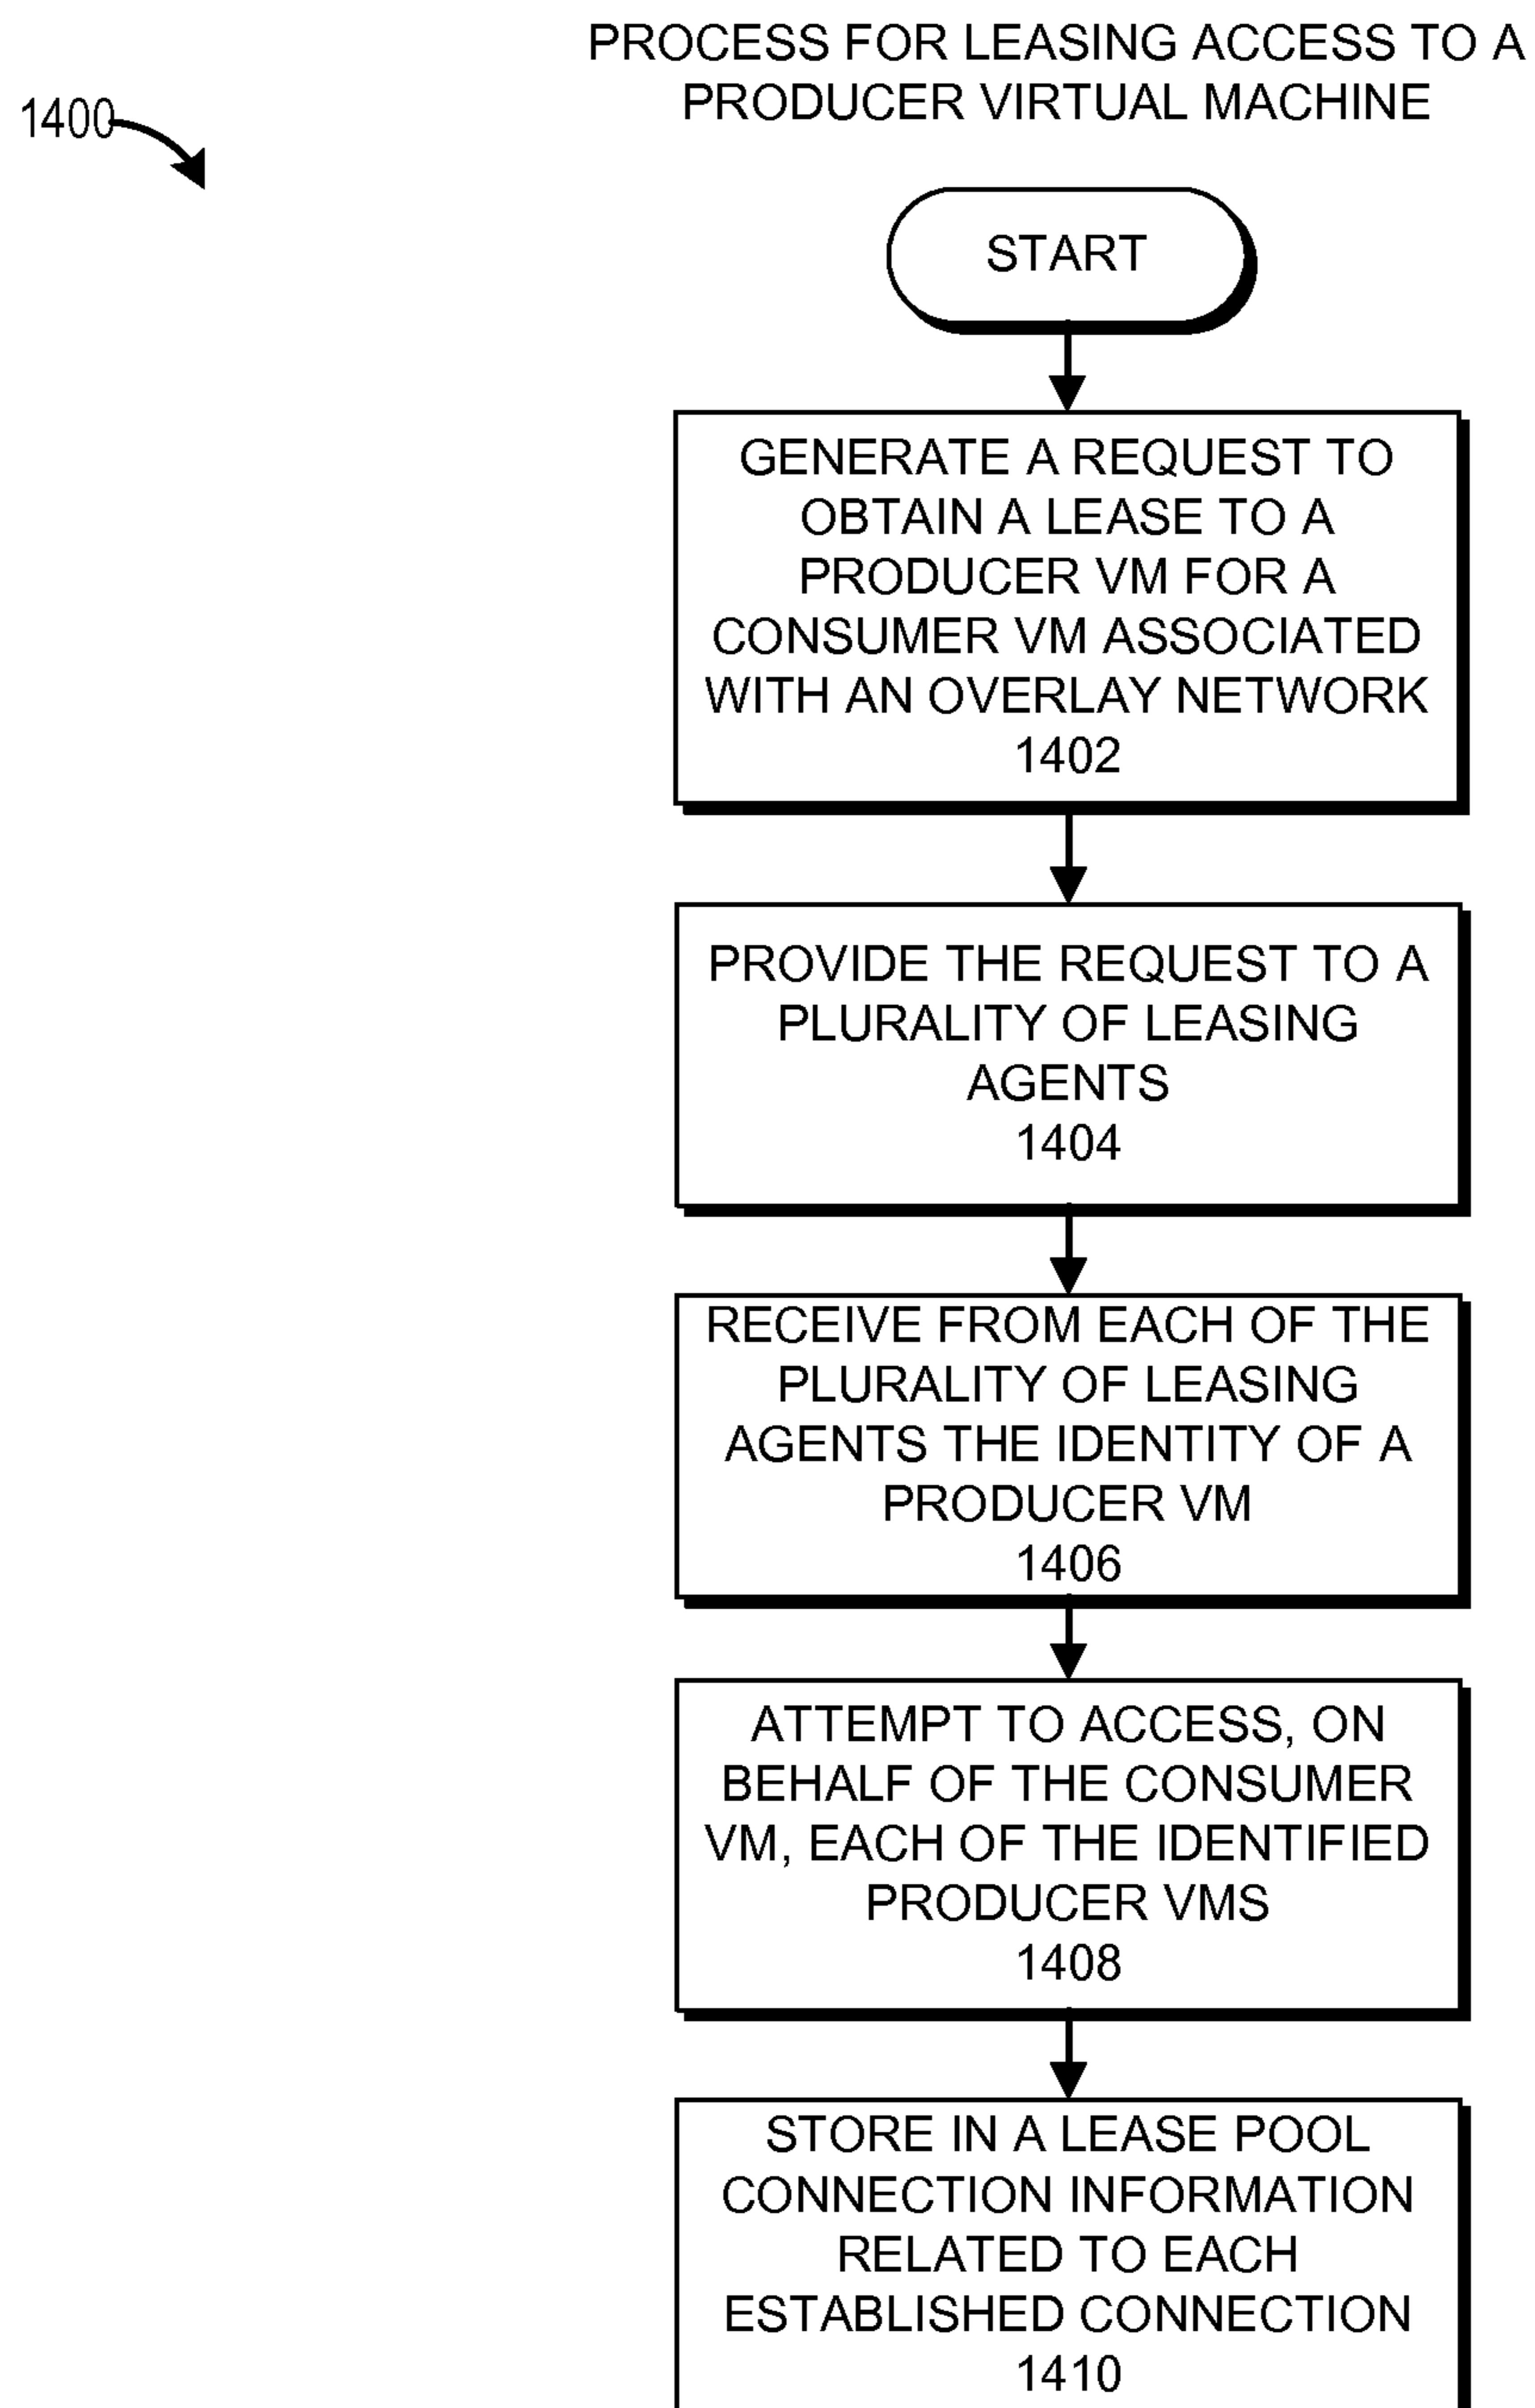 PROCESS FOR LEASING ACCESS TO A
PRODUCER VIRTUAL MACHINE
1400
START
GENERATE A REQUEST TO
OBTAIN A LEASE TO A
PRODUCER VM FOR A
CONSUMER VM ASSOCIATED
WITH AN OVERLAY NETWORK
1402
PROVIDE THE REQUEST TO A
PLURALITY OF LEASING
AGENTS
1404
RECEIVE FROM EACH OF THE
PLURALITY OF LEASING
AGENTS THE IDENTITY OF A
PRODUCER VM
1406
ATTEMPT TO ACCESS, ON
BEHALF OF THE CONSUMER
VM, EACH OF THE IDENTIFIED
PRODUCER VMS
1408
STORE IN A LEASE POOL
CONNECTION INFORMATION
RELATED TO EACH
ESTABLISHED CONNECTION
1410